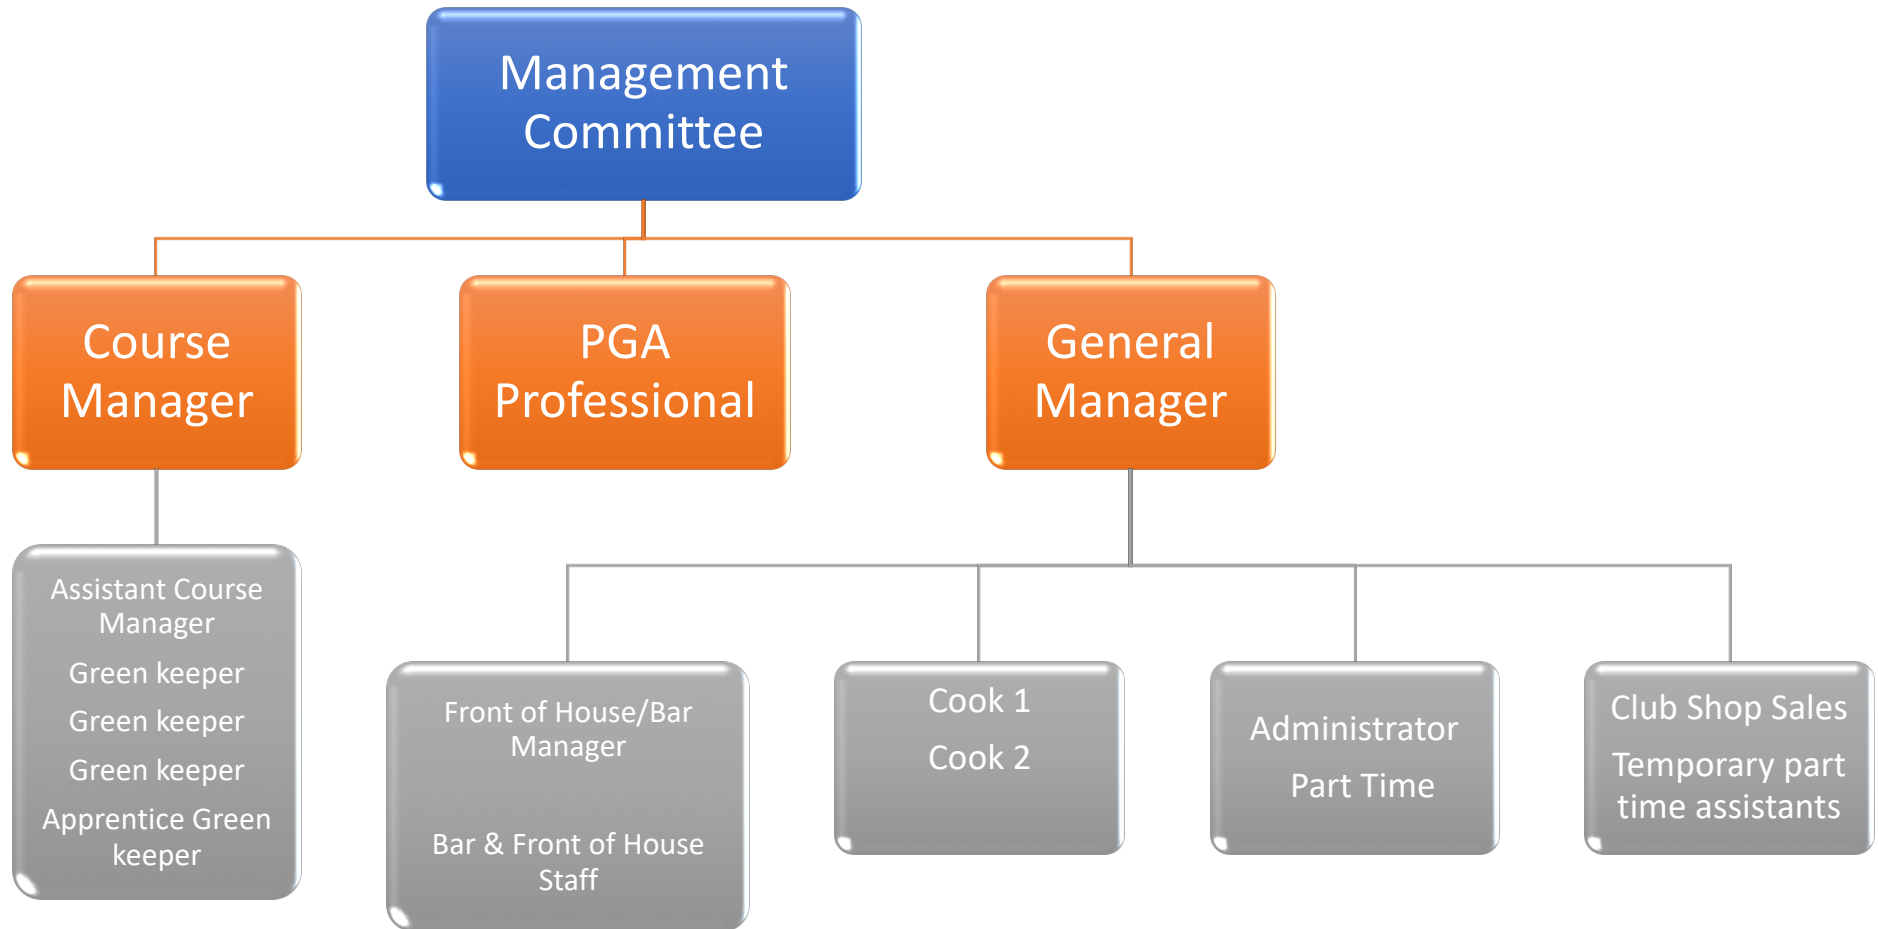 Management
Committee
Course
Manager
PGA
Professional
General
Manager
Assistant Course
Manager
Green keeper
Green keeper
Green keeper
Apprentice Green
keeper
Front of House/Bar
Manager
Bar & Front of House
Staff
Cook 1
Cook 2
Administrator
Part Time
Club Shop Sales
Temporary part
time assistants